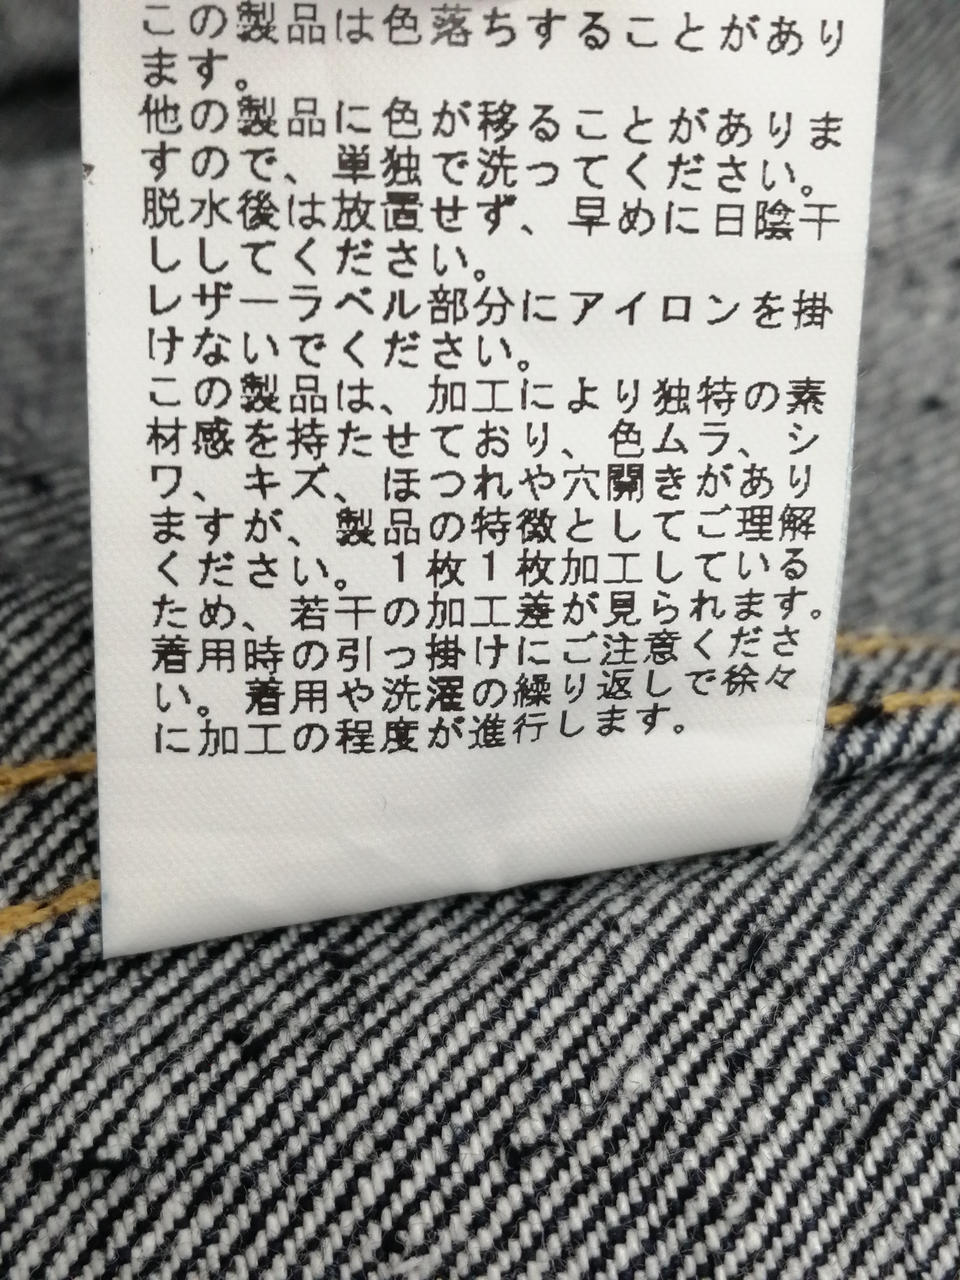 この製品は色落ちすることがあり
ます。
他の製品に色が移ることがありま
すので、単独で洗ってください。
脱水後は放置せず、早めに日陰干
ししてください。
レザーラベル部分にアイロンを掛
けないでください。
この製品は、加工により独特の素
材感を持たせており、色ムラ、シ
ワ、キズ、ほつれや穴開きがあり
ますが、製品の特徴としてご理解
ください。1枚1枚加工している
ため、若干の加工差が見られます。
着用時の引っ掛けにご注意くださ
い。着用や洗濯の繰り返しで徐々
に加工の程度が進行します。